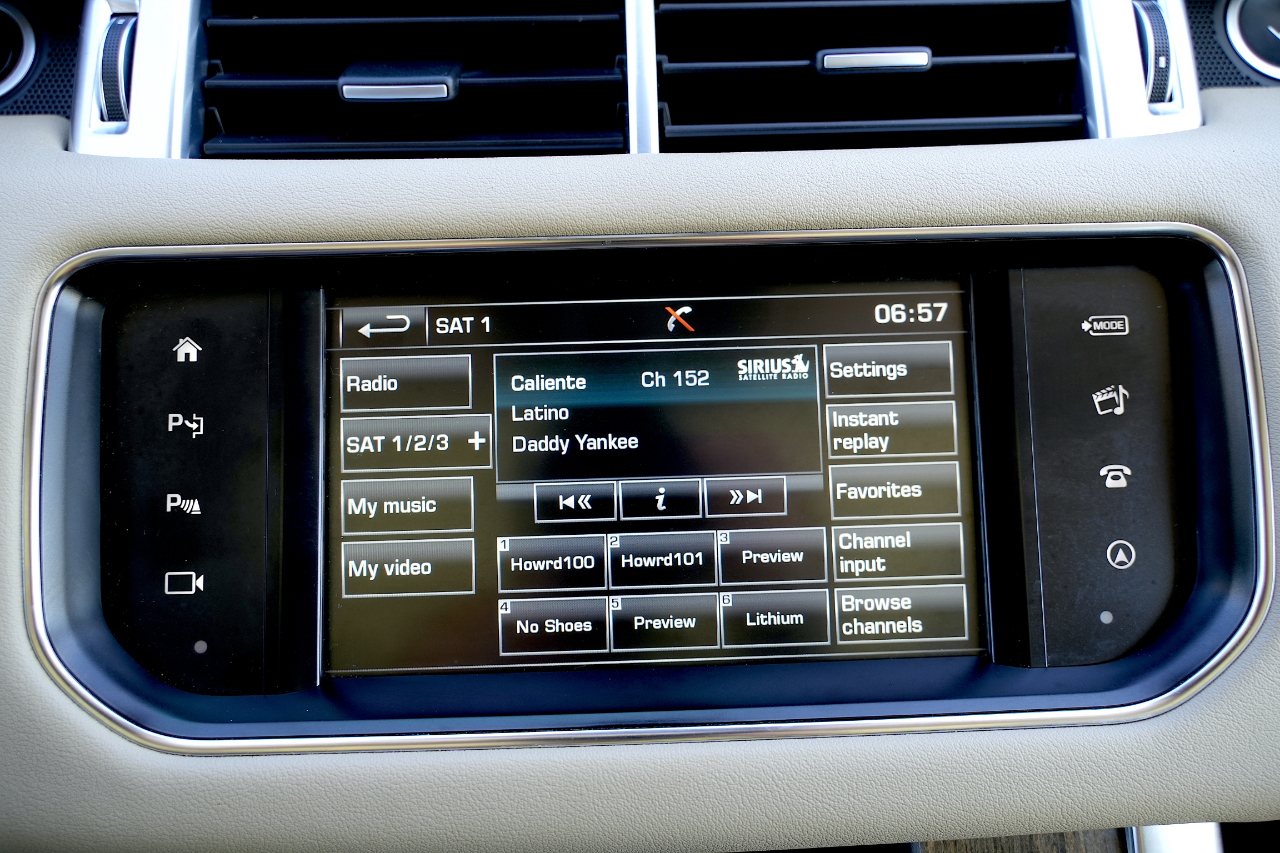 SAT 1
06:57
MODE
Radio
Caliente Ch 152
SIRIUS
SATELLITE RADIO
Settings
Latino
Instant
replay
SAT 1/2/3 +
Daddy Yankee
P
My music
i
Favorites
P
My video
1
Howrd100
2
Howrd101
3
Preview
Channel
input
4
No Shoes
5
Preview
6
Lithium
Browse
channels